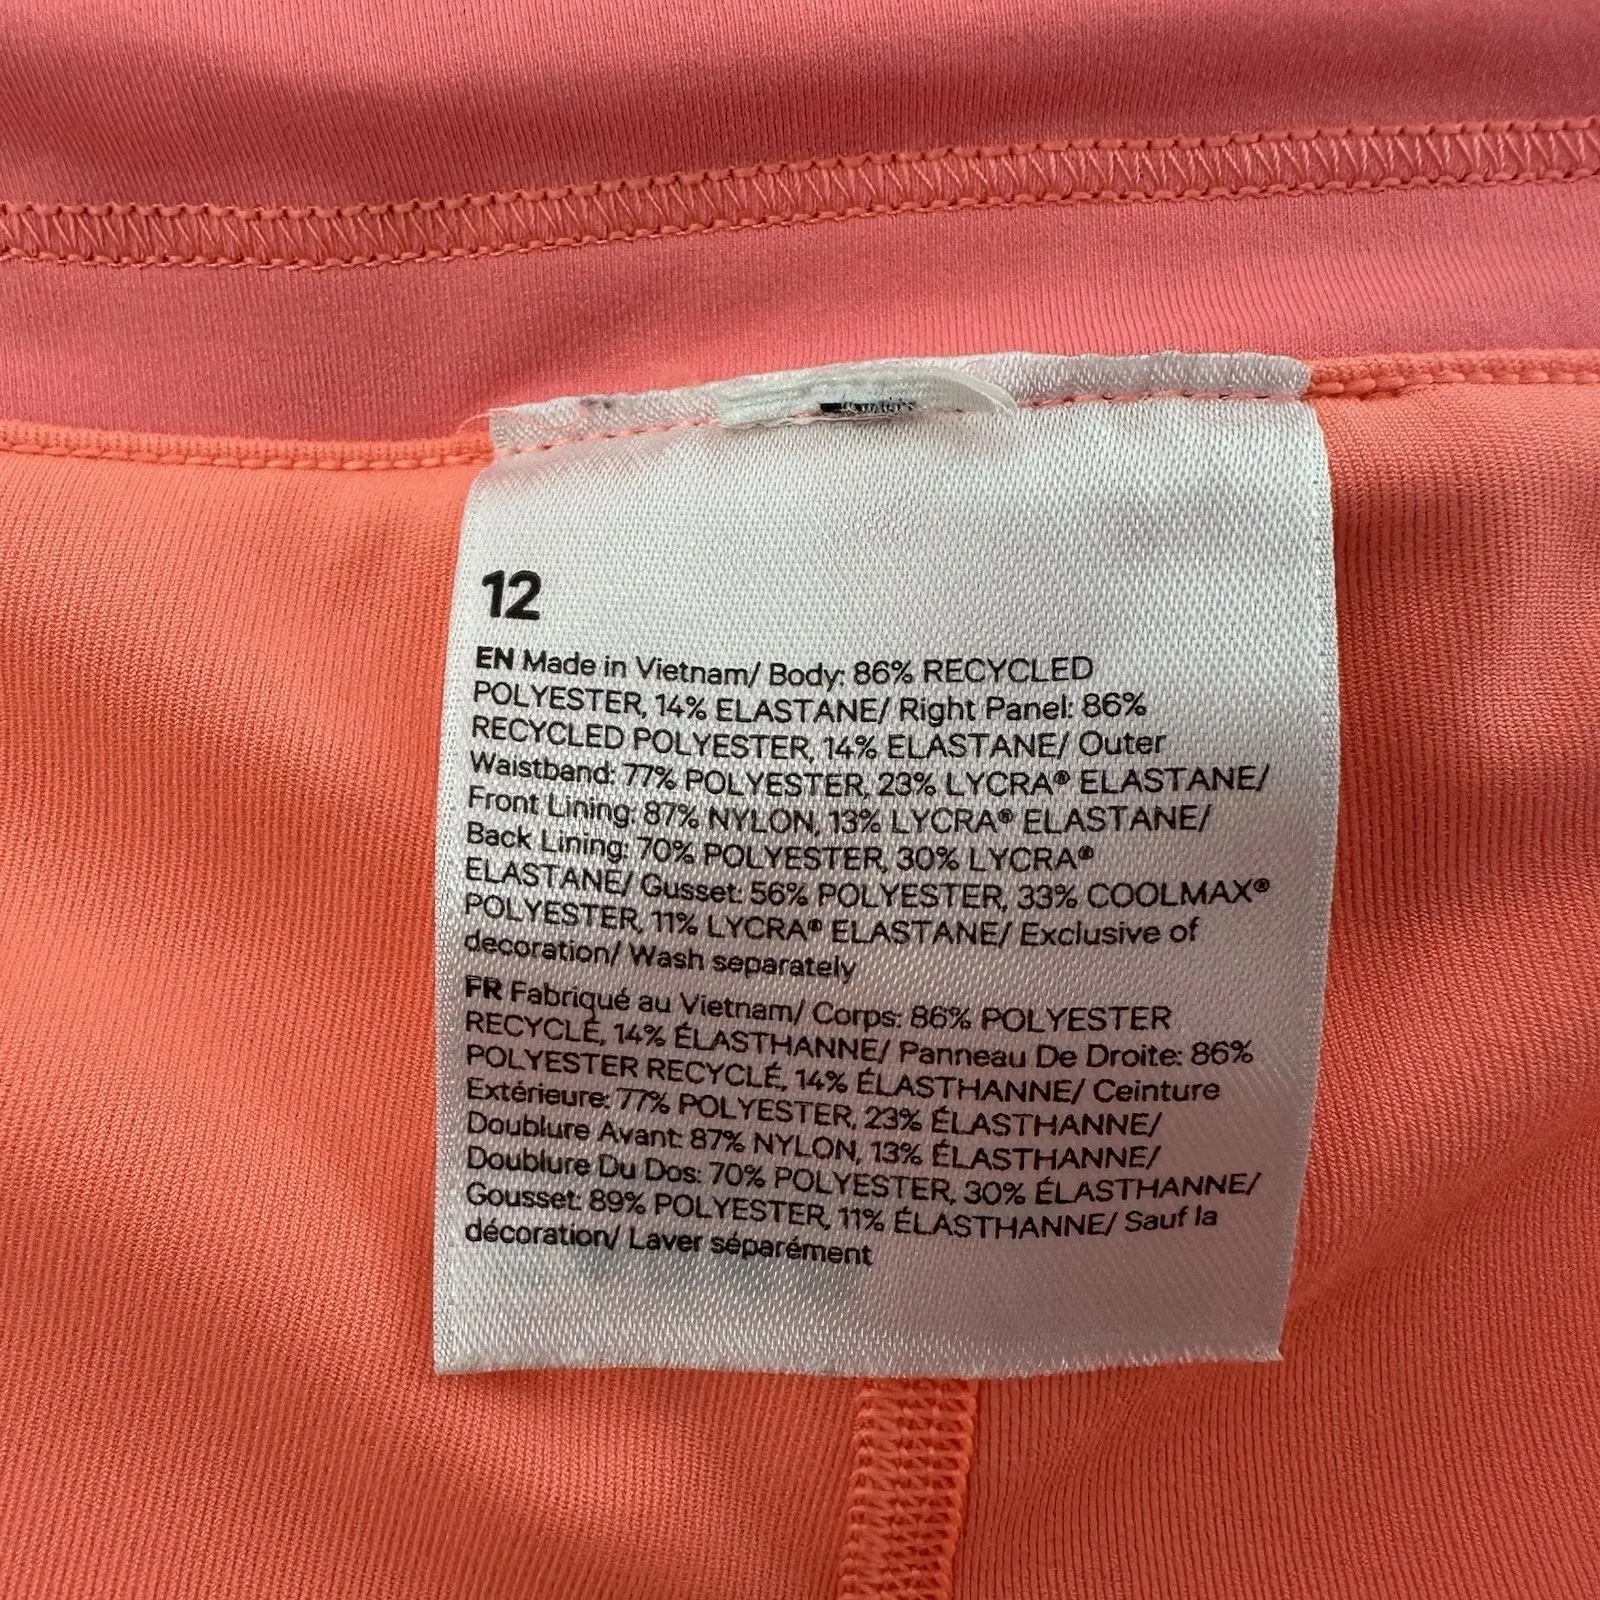 12
EN Made in Vietnam/ Body: 86% RECYCLED
POLYESTER, 14% ELASTANE/ Right Panel: 86%
RECYCLED POLYESTER, 14% ELASTANE/ Outer
Waistband: 77% POLYESTER, 23% LYCRA® ELASTANE/
Front Lining: 87% NYLON, 13% LYCRA® ELASTANE/
Back Lining: 70% POLYESTER, 30% LYCRA®
ELASTANE/ Gusset: 56% POLYESTER, 33% COOLMAX®
POLYESTER, 11% LYCRA® ELASTANE/ Exclusive of
decoration/ Wash separately
FR Fabriqué au Vietnam/ Corps: 86% POLYESTER
RECYCLÉ, 14% ÉLASTHANNE/ Panneau De Droite: 86%
POLYESTER RECYCLÉ, 14% ÉLASTHANNE/ Ceinture
Extérieure: 77% POLYESTER, 23% ÉLASTHANNE/
Doublure Avant: 87% NYLON, 13% ÉLASTHANNE/
Doublure Du Dos: 70% POLYESTER, 30% ÉLASTHANNE/
Gousset: 89% POLYESTER, 11% ÉLASTHANNE/ Sauf la
décoration/ Laver séparément